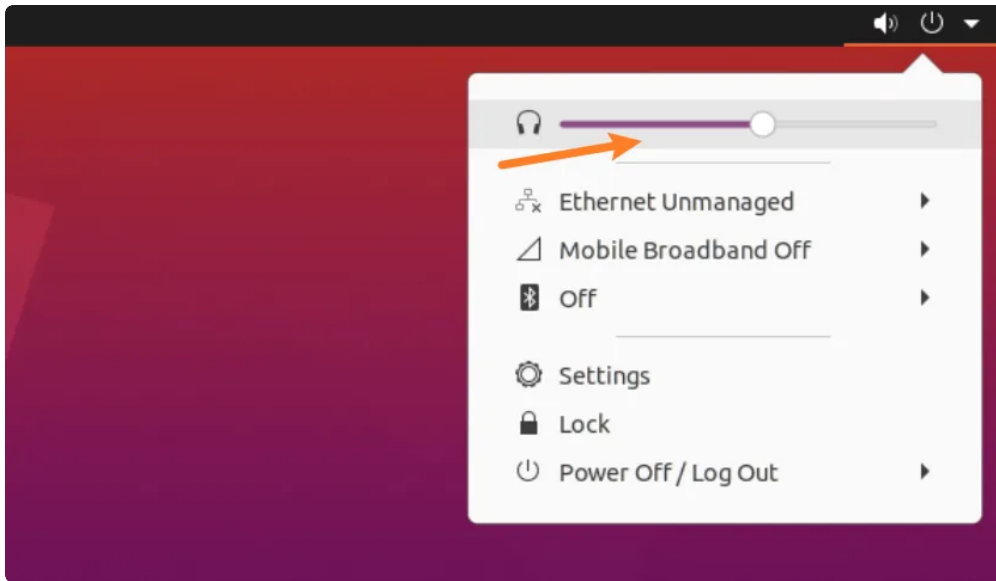 Ethernet Unmanaged
Mobile Broadband Off
Off
Settings
Lock
Power Off / Log Out